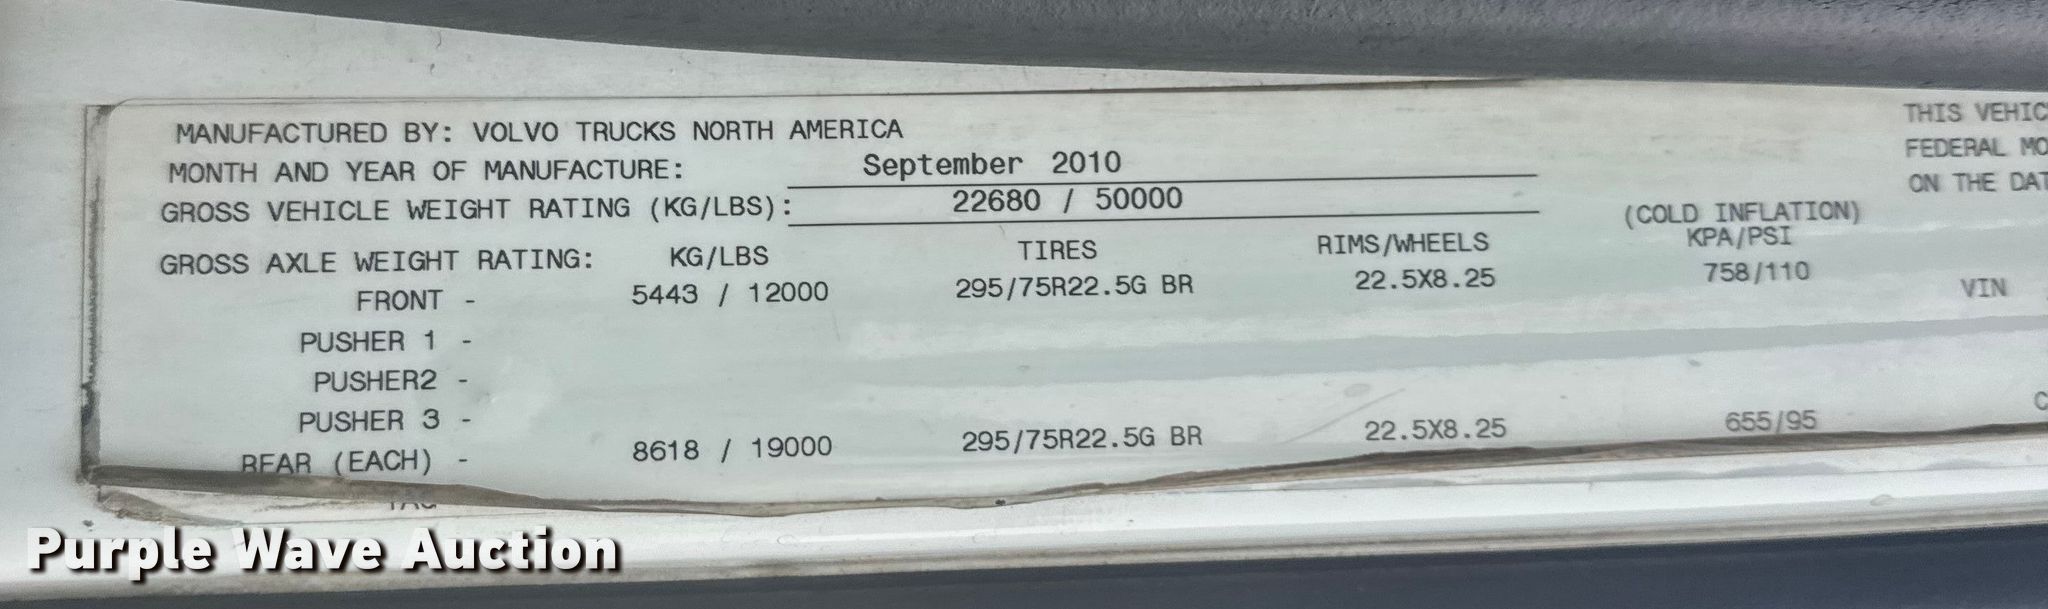 MANUFACTURED BY: VOLVO TRUCKS NORTH AMERICA
MONTH AND YEAR OF MANUFACTURE: September 2010
GROSS VEHICLE WEIGHT RATING (KG/LBS): 22680 / 50000
GROSS AXLE WEIGHT RATING: KG/LBS TIRES RIMS/WHEELS (COLD INFLATION) KPA/PSI
FRONT - 5443 / 12000 295/75R22.5G BR 22.5X8.25 758/110
PUSHER 1 -
PUSHER2 -
PUSHER 3 -
REAR (EACH) - 8618 / 19000 295/75R22.5G BR 22.5X8.25 655/95
THIS VEHIC
FEDERAL MO
ON THE DAT
VIN
Purple Wave Auction